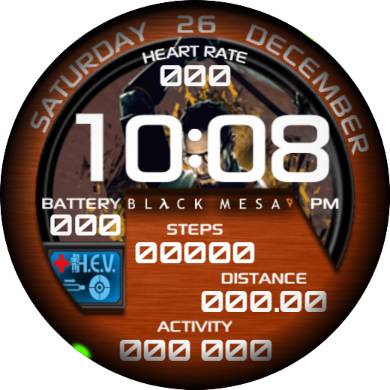 SATURDAY 26 DECEMBER
HEART RATE
000
10:08
BATTERY BLACK MESA PM
000
STEPS
00000
H.E.V.
DISTANCE
000.00
ACTIVITY
000 000